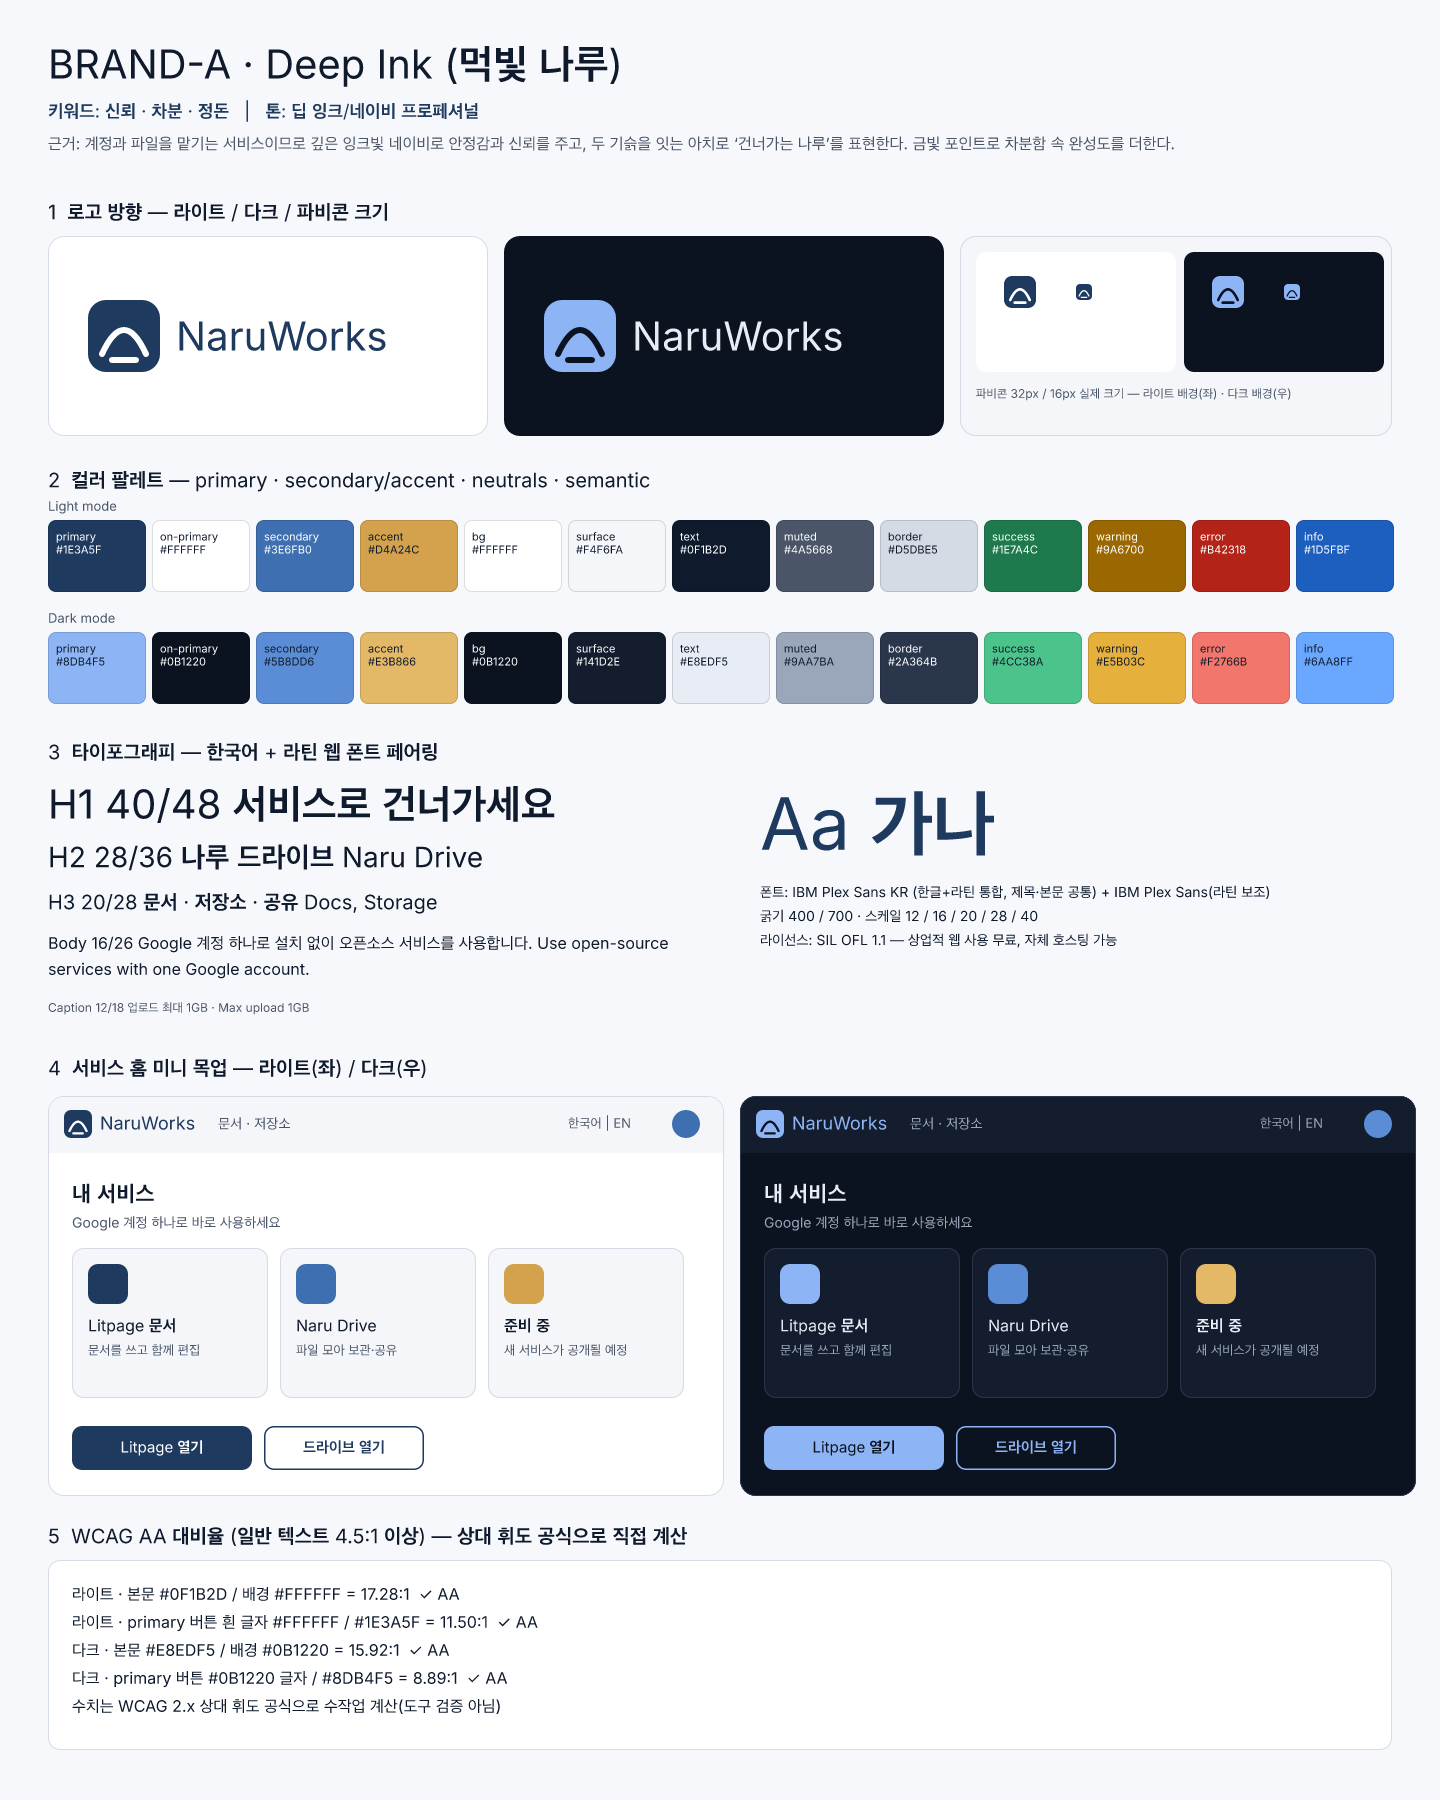 BRAND-A · Deep Ink (먹빛 나루)
키워드: 신뢰 · 차분 · 정돈 | 톤: 딥 잉크/네이비 프로페셔널
근거: 계정과 파일을 맡기는 서비스이므로 깊은 잉크빛 네이비로 안정감과 신뢰를 주고, 두 기슭을 잇는 아치로 ‘건너가는 나루’를 표현한다. 금빛 포인트로 차분함 속 완성도를 더한다.
1 로고 방향 — 라이트 / 다크 / 파비콘 크기
NaruWorks
NaruWorks
파비콘 32px / 16px 실제 크기 — 라이트 배경(좌) · 다크 배경(우)
2 컬러 팔레트 — primary · secondary/accent · neutrals · semantic
Light mode
primary
#1E3A5F
on-primary
#FFFFFF
secondary
#3E6FB0
accent
#D4A24C
bg
#FFFFFF
surface
#F4F6FA
text
#0F1B2D
muted
#4A5668
border
#D5DBE5
success
#1E7A4C
warning
#9A6700
error
#B42318
info
#1D5FBF
Dark mode
primary
#8DB4F5
on-primary
#0B1220
secondary
#5B8DD6
accent
#E3B866
bg
#0B1220
surface
#141D2E
text
#E8EDF5
muted
#9AA7BA
border
#2A364B
success
#4CC38A
warning
#E5B03C
error
#F2766B
info
#6AA8FF
3 타이포그래피 — 한국어 + 라틴 웹 폰트 페어링
H1 40/48 서비스로 건너가세요
H2 28/36 나루 드라이브 Naru Drive
H3 20/28 문서 · 저장소 · 공유 Docs, Storage
Body 16/26 Google 계정 하나로 설치 없이 오픈소스 서비스를 사용합니다. Use open-source
services with one Google account.
Caption 12/18 업로드 최대 1GB · Max upload 1GB
Aa 가나
폰트: IBM Plex Sans KR (한글+라틴 통합, 제목·본문 공통) + IBM Plex Sans(라틴 보조)
굵기 400 / 700 · 스케일 12 / 16 / 20 / 28 / 40
라이선스: SIL OFL 1.1 — 상업적 웹 사용 무료, 자체 호스팅 가능
4 서비스 홈 미니 목업 — 라이트(좌) / 다크(우)
NaruWorks 문서 · 저장소 한국어 | EN
내 서비스
Google 계정 하나로 바로 사용하세요
Litpage 문서
문서를 쓰고 함께 편집
Naru Drive
파일 모아 보관·공유
준비 중
새 서비스가 공개될 예정
Litpage 열기
드라이브 열기
NaruWorks 문서 · 저장소 한국어 | EN
내 서비스
Google 계정 하나로 바로 사용하세요
Litpage 문서
문서를 쓰고 함께 편집
Naru Drive
파일 모아 보관·공유
준비 중
새 서비스가 공개될 예정
Litpage 열기
드라이브 열기
5 WCAG AA 대비율 (일반 텍스트 4.5:1 이상) — 상대 휘도 공식으로 직접 계산
라이트 · 본문 #0F1B2D / 배경 #FFFFFF = 17.28:1 ✓ AA
라이트 · primary 버튼 흰 글자 #FFFFFF / #1E3A5F = 11.50:1 ✓ AA
다크 · 본문 #E8EDF5 / 배경 #0B1220 = 15.92:1 ✓ AA
다크 · primary 버튼 #0B1220 글자 / #8DB4F5 = 8.89:1 ✓ AA
수치는 WCAG 2.x 상대 휘도 공식으로 수작업 계산(도구 검증 아님)